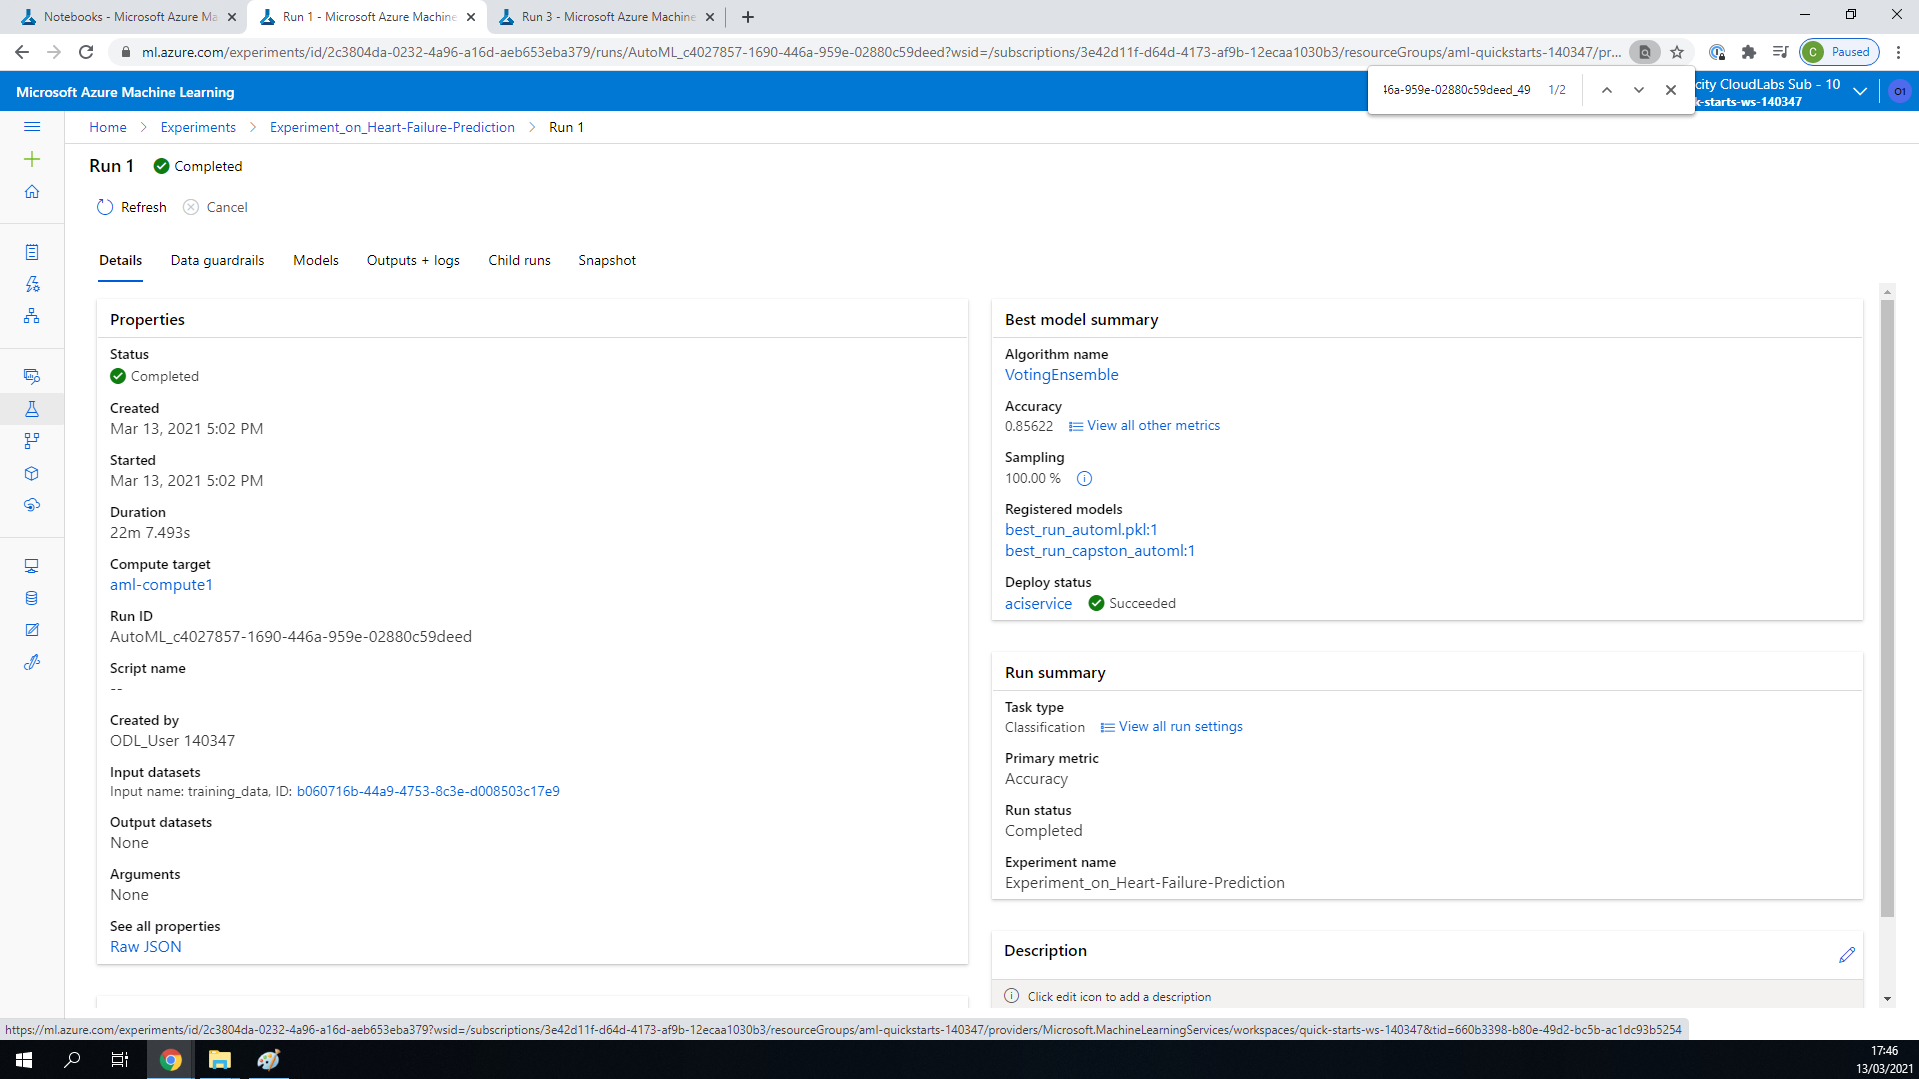 Notebooks - Microsoft Azure Ma
Run 1 - Microsoft Azure Machine
Run 3 - Microsoft Azure Machine
ml.azure.com/experiments/id/2c3804da-0232-4a96-a16d-aeb653eba379/runs/AutoML_c4027857-1690-446a-959e-02880c59deed?wsid=/subscriptions/3e42d11f-d64d-4173-af9b-12ecaa1030b3/resourceGroups/aml-quickstarts-140347/pr...
C Paused
46a-959e-02880c59deed_49 1/2
Microsoft Azure Machine Learning
city CloudLabs Sub - 10
k-starts-ws-140347
O1
Home > Experiments > Experiment_on_Heart-Failure-Prediction > Run 1
Run 1 Completed
Refresh Cancel
Details Data guardrails Models Outputs + logs Child runs Snapshot
Properties
Status
Completed
Created
Mar 13, 2021 5:02 PM
Started
Mar 13, 2021 5:02 PM
Duration
22m 7.493s
Compute target
aml-compute1
Run ID
AutoML_c4027857-1690-446a-959e-02880c59deed
Script name
--
Created by
ODL_User 140347
Input datasets
Input name: training_data, ID: b060716b-44a9-4753-8c3e-d008503c17e9
Output datasets
None
Arguments
None
See all properties
Raw JSON
Best model summary
Algorithm name
VotingEnsemble
Accuracy
0.85622 View all other metrics
Sampling
100.00 %
Registered models
best_run_automl.pkl:1
best_run_capston_automl:1
Deploy status
aciservice Succeeded
Run summary
Task type
Classification View all run settings
Primary metric
Accuracy
Run status
Completed
Experiment name
Experiment_on_Heart-Failure-Prediction
Description
Click edit icon to add a description
https://ml.azure.com/experiments/id/2c3804da-0232-4a96-a16d-aeb653eba379?wsid=/subscriptions/3e42d11f-d64d-4173-af9b-12ecaa1030b3/resourceGroups/aml-quickstarts-140347/providers/Microsoft.MachineLearningServices/workspaces/quick-starts-ws-140347&tid=660b3398-b80e-49d2-bc5b-ac1dc93b5254
17:46
13/03/2021